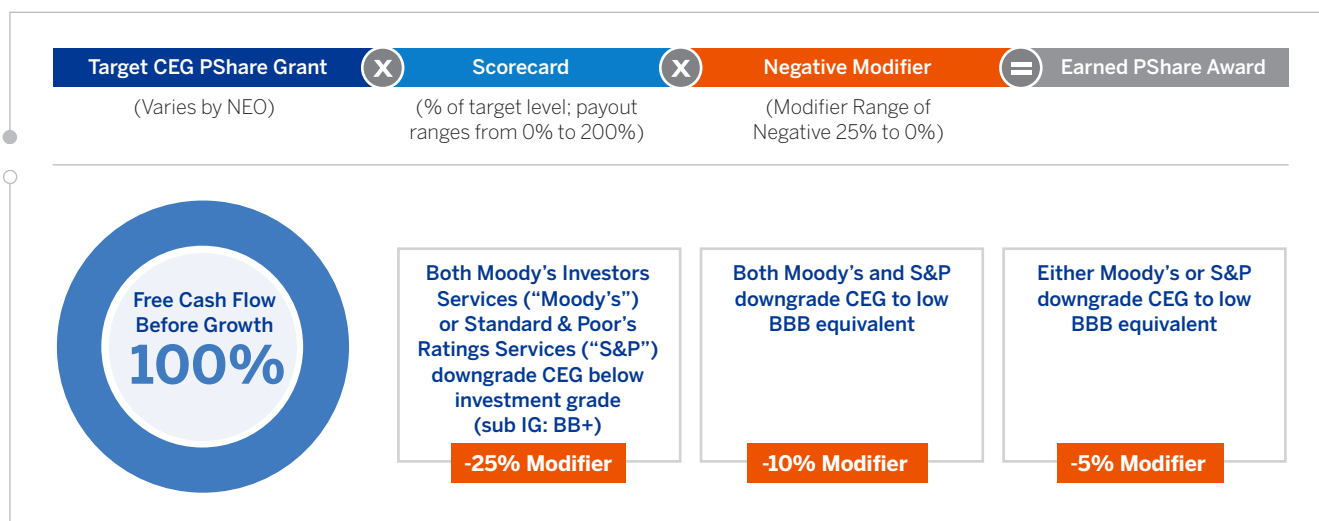 Target CEG PShare Grant X Scorecard X Negative Modifier = Earned PShare Award
(Varies by NEO)
(% of target level; payout
ranges from 0% to 200%)
(Modifier Range of
Negative 25% to 0%)
Free Cash Flow
Before Growth
100%
Both Moody’s Investors
Services (“Moody’s”)
or Standard & Poor’s
Ratings Services (“S&P”)
downgrade CEG below
investment grade
(sub IG: BB+)
-25% Modifier
Both Moody’s and S&P
downgrade CEG to low
BBB equivalent
-10% Modifier
Either Moody’s or S&P
downgrade CEG to low
BBB equivalent
-5% Modifier